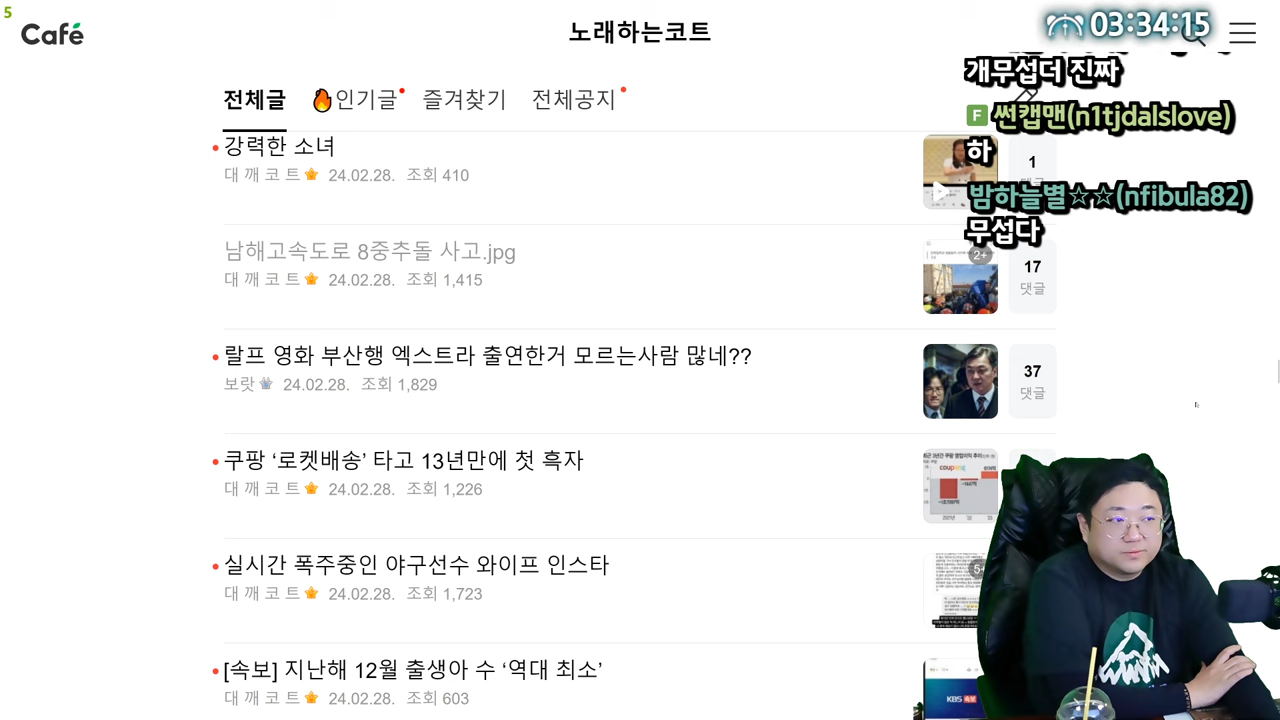 5
Café
노래하는코트
03:34:15
전체글
인기글
즐겨찾기
전체공지
개무섭더 진짜
F 썬캡맨(n1tjdalslove)
하
밤하늘별☆☆(nfibula82)
무섭다
강력한 소녀
대 깨 코 트 24.02.28. 조회 410
1
남해고속도로 8중추돌 사고.jpg
대 깨 코 트 24.02.28. 조회 1,415
2+
17
댓글
랄프 영화 부산행 엑스트라 출연한거 모르는사람 많네??
보랏 24.02.28. 조회 1,829
37
댓글
쿠팡 ‘로켓배송’ 타고 13년만에 첫 흑자
대 깨 코 트 24.02.28. 조회 1,226
coupang
실시간 폭주중인 야구선수 와이프 인스타
대 깨 코 트 24.02.28. 조회 1,723
[속보] 지난해 12월 출생아 수 ‘역대 최소’
대 깨 코 트 24.02.28. 조회 603
KBS 속보